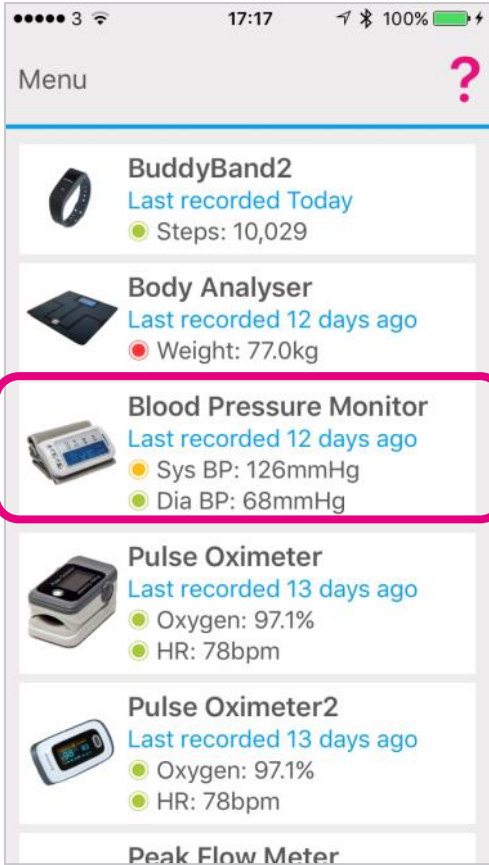 3 17:17 100%
Menu ?
BuddyBand2
Last recorded Today
Steps: 10,029
Body Analyser
Last recorded 12 days ago
Weight: 77.0kg
Blood Pressure Monitor
Last recorded 12 days ago
Sys BP: 126mmHg
Dia BP: 68mmHg
Pulse Oximeter
Last recorded 13 days ago
Oxygen: 97.1%
HR: 78bpm
Pulse Oximeter2
Last recorded 13 days ago
Oxygen: 97.1%
HR: 78bpm
Peak Flow Meter